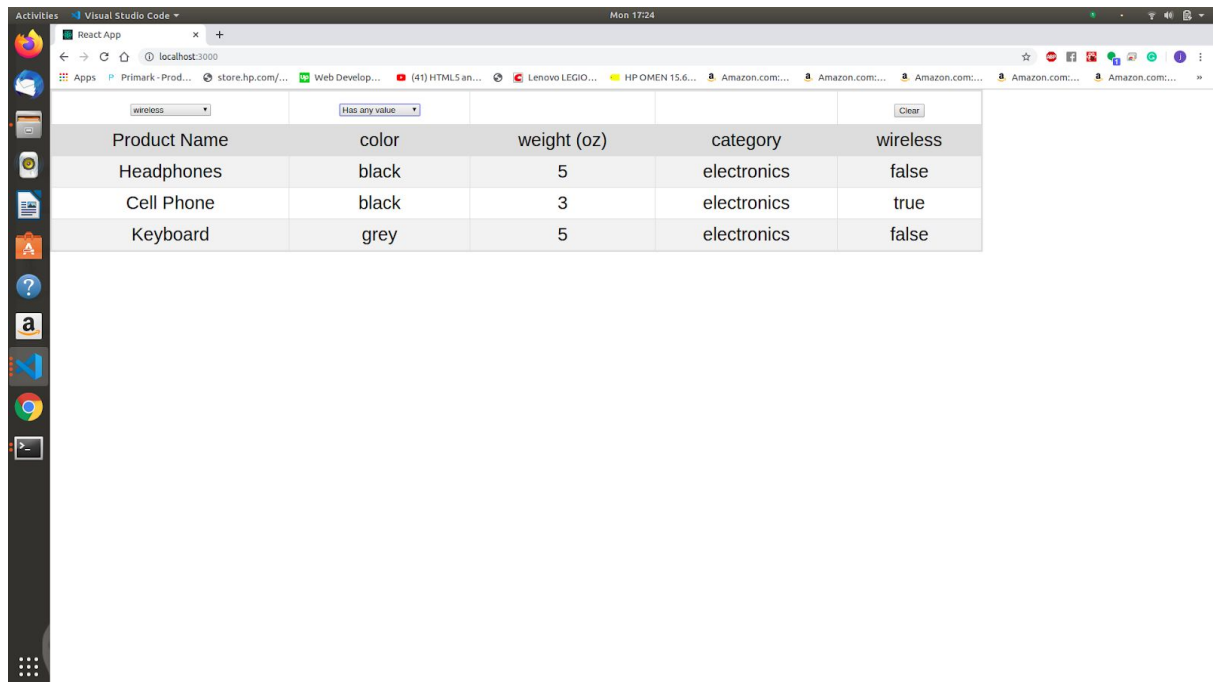 Activities Visual Studio Code ▾ Mon 17:24
React App × +
localhost:3000
Apps Primark - Prod... store.hp.com/... Web Develop... (41) HTML5 an... Lenovo LEGIO... HP OMEN 15.6... Amazon.com:... Amazon.com:... Amazon.com:... Amazon.com:... Amazon.com:... »
wireless Has any value Clear
Product Name color weight (oz) category wireless
Headphones black 5 electronics false
Cell Phone black 3 electronics true
Keyboard grey 5 electronics false